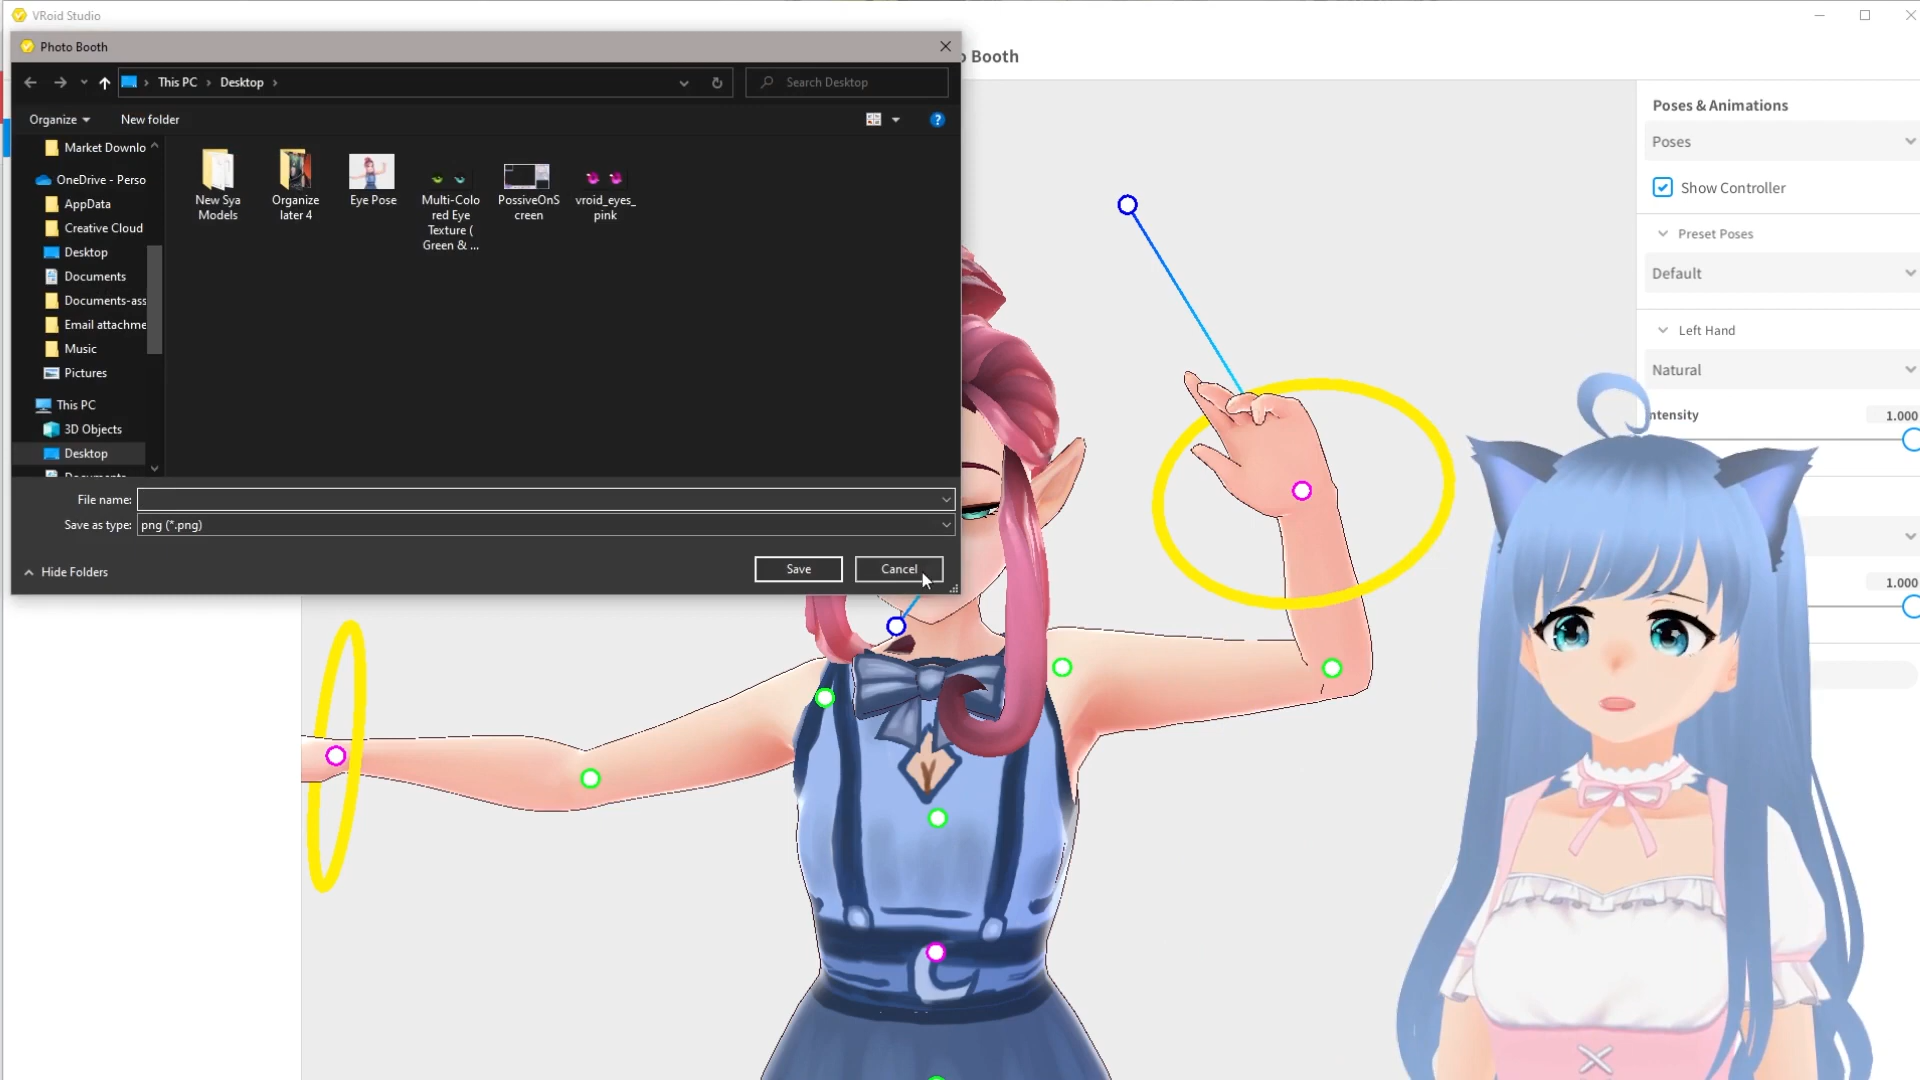 VRoid Studio
Photo Booth
o Booth
This PC
Desktop
Search Desktop
Organize
New folder
Market Downlo
OneDrive - Perso
AppData
Creative Cloud
Desktop
Documents
Documents-ass
Email attachme
Music
Pictures
This PC
3D Objects
Desktop
New Sya
Models
Organize
later 4
Eye Pose
Multi-Colo
red Eye
Texture (
Green & ...
PossiveOnS
creen
vroid_eyes_
pink
File name:
Save as type:
png (*.png)
Hide Folders
Save
Cancel
Poses & Animations
Poses
Show Controller
Preset Poses
Default
Left Hand
Natural
ntensity
1.000
1.000